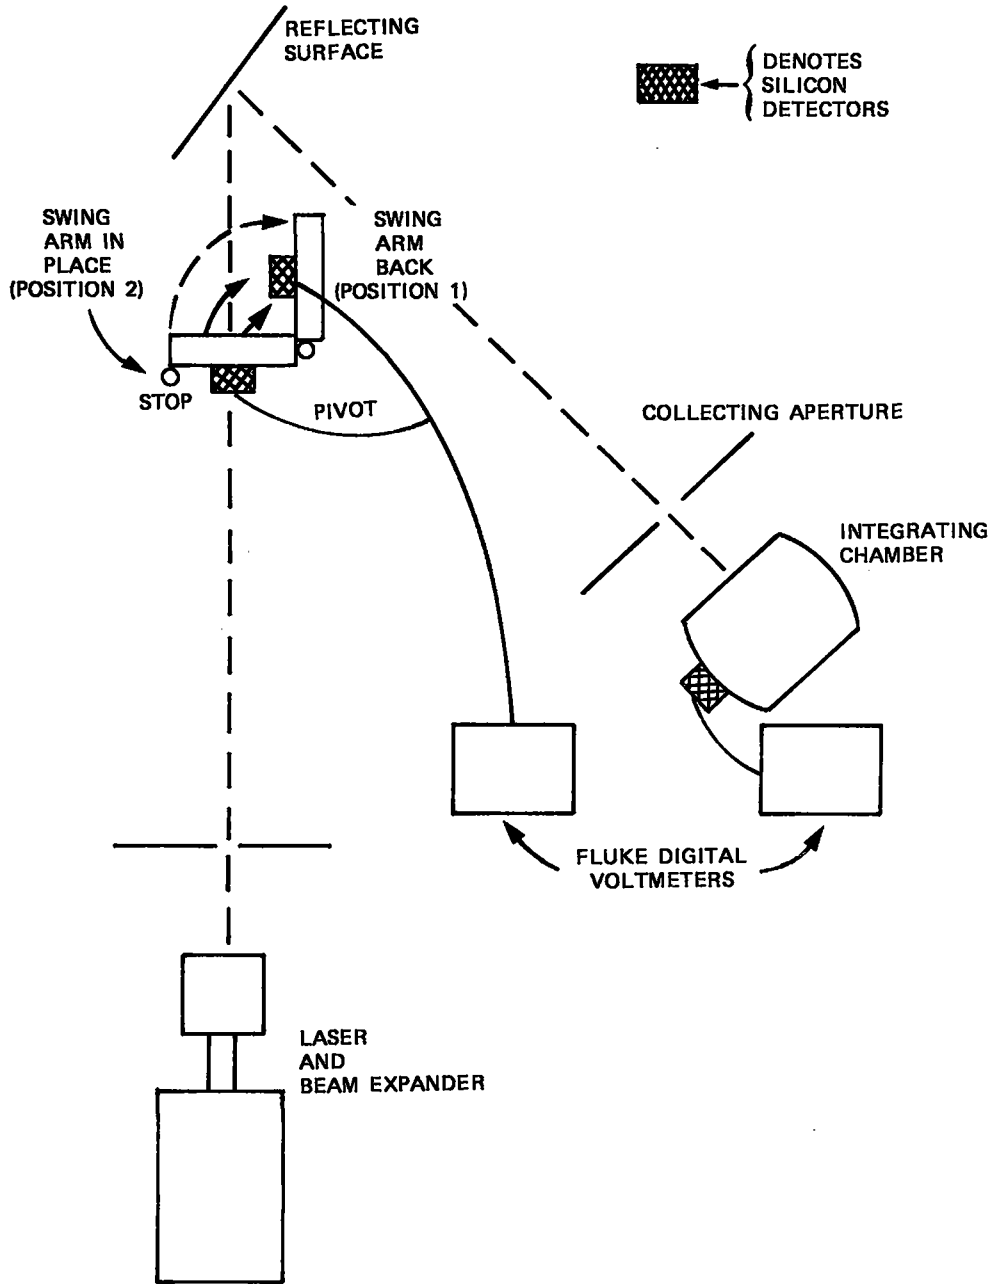 REFLECTING
SURFACE
DENOTES
SILICON
DETECTORS
SWING
ARM IN
PLACE
(POSITION 2)
SWING
ARM
BACK
(POSITION 1)
STOP
PIVOT
COLLECTING APERTURE
INTEGRATING
CHAMBER
FLUKE DIGITAL
VOLTMETERS
LASER
AND
BEAM EXPANDER